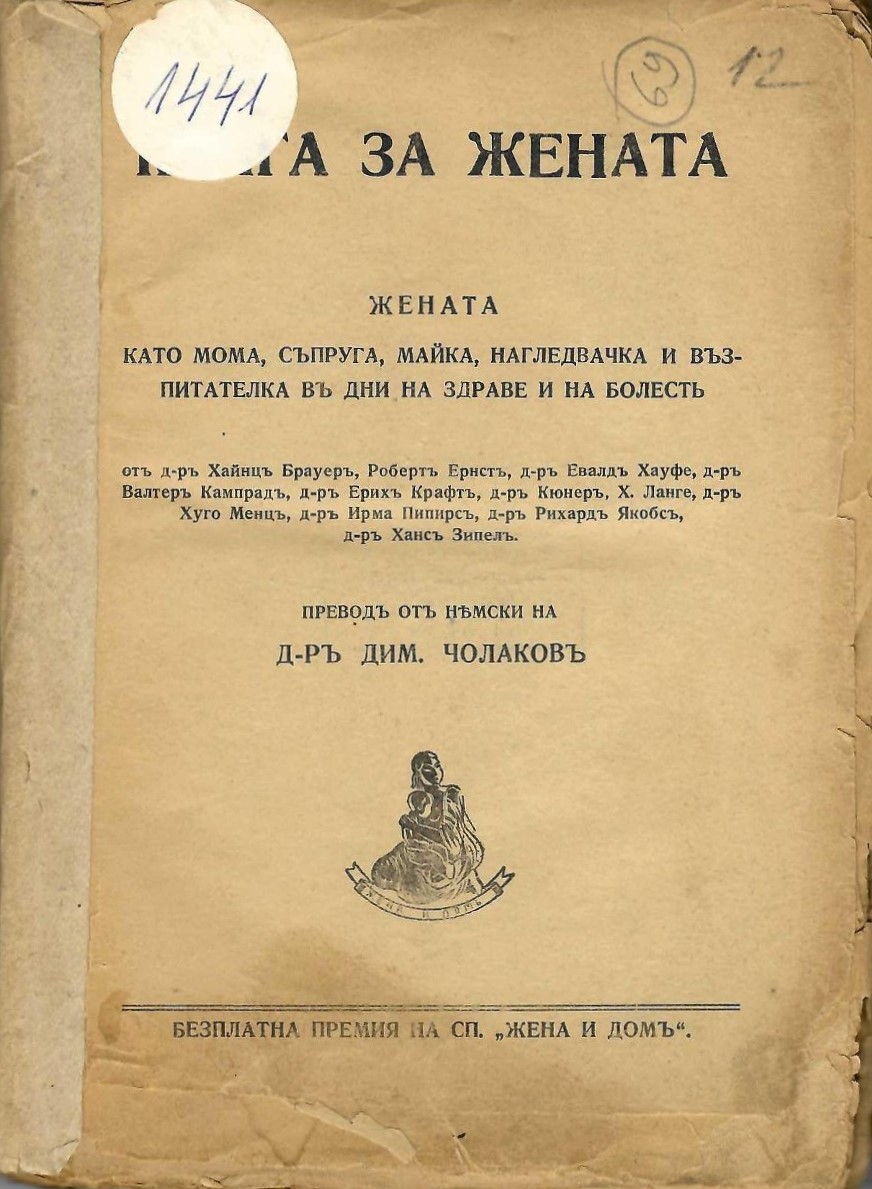 1441
69
12
ЗА ЖЕНАТА
ЖЕНАТА
КАТО МОМА, СЪПРУГА, МАЙКА, НАГЛЕДВАЧКА И ВЪЗ-
ПИТАТЕЛКА ВЪ ДНИ НА ЗДРАВЕ И НА БОЛЕСТЬ
отъ д-ръ Хайнцъ Брауеръ, Робертъ Ернстъ, д-ръ Евалдъ Хауфе, д-ръ
Валтеръ Кампрадъ, д-ръ Ерихъ Крафтъ, д-ръ Кюнеръ, Х. Ланге, д-ръ
Хуго Менцъ, д-ръ Ирма Пипирсъ, д-ръ Рихардъ Якобсъ,
д-ръ Хансъ Зипелъ.
ПРЕВОДЪ ОТЪ НѢМСКИ НА
Д-РЪ ДИМ. ЧОЛАКОВЪ
ЖЕНА И ДОМЪ
БЕЗПЛАТНА ПРЕМИЯ НА СП. „ЖЕНА И ДОМЪ“.